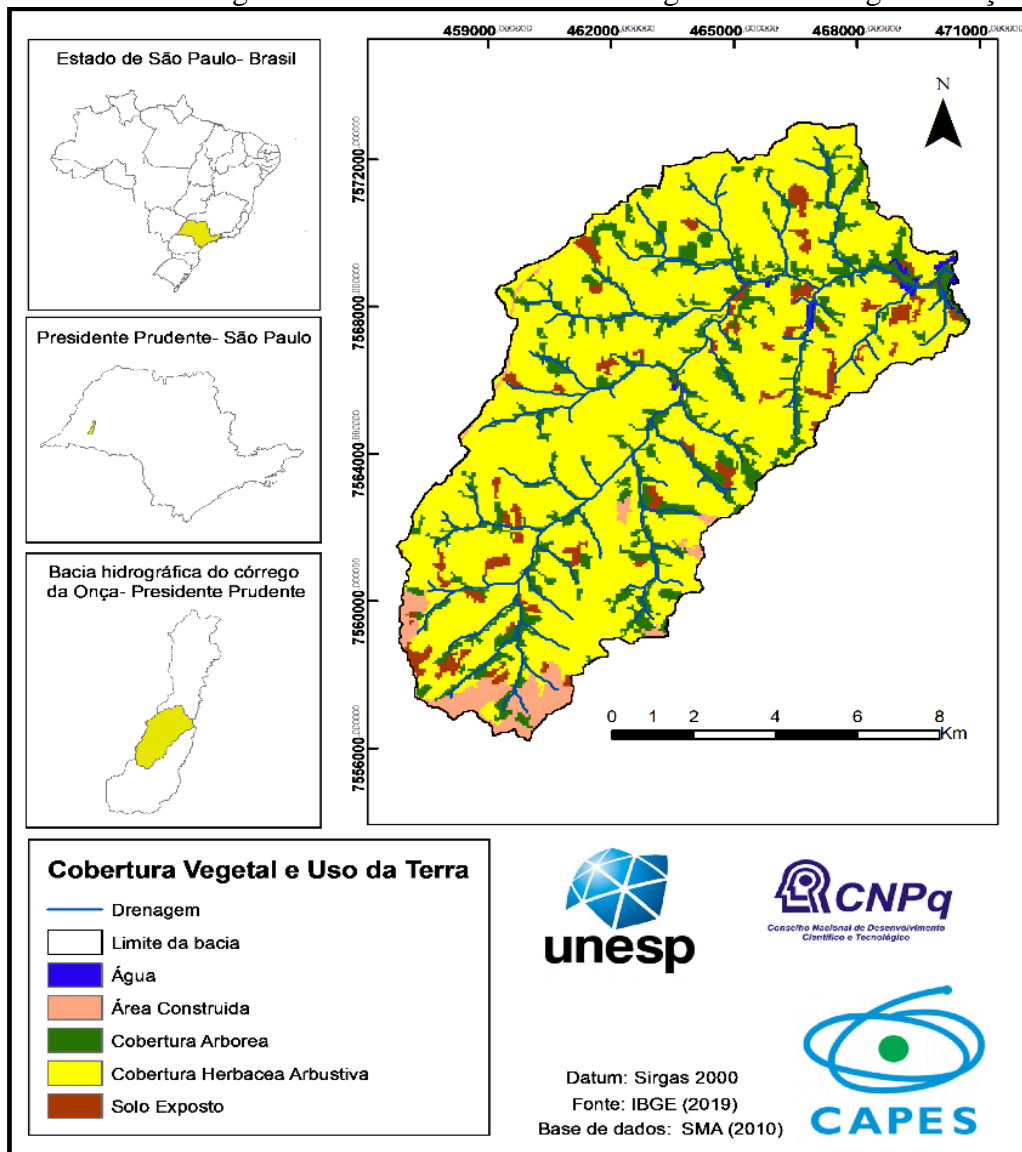 459000
462000
465000
468000
471000
Estado de São Paulo- Brasil
N
7572000
Presidente Prudente- São Paulo
7568000
7564000
Bacia hidrográfica do córrego
da Onça- Presidente Prudente
7560000
7556000
0 1 2 4 6 8
Km
Cobertura Vegetal e Uso da Terra
Drenagem
Limite da bacia
Água
Área Construida
Cobertura Arborea
Cobertura Herbacea Arbustiva
Solo Exposto
unesp
CNPq
Conselho Nacional de Desenvolvimento
Científico e Tecnológico
Datum: Sirgas 2000
Fonte: IBGE (2019)
Base de dados: SMA (2010)
CAPES